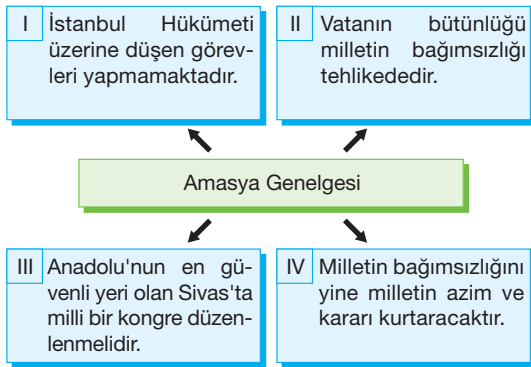 I İstanbul Hükümeti
üzerine düşen görev-
leri yapmamaktadır.
II Vatanın bütünlüğü
milletin bağımsızlığı
tehlikededir.
Amasya Genelgesi
III Anadolu'nun en gü-
venli yeri olan Sivas'ta
milli bir kongre düzen-
lenmelidir.
IV Milletin bağımsızlığını
yine milletin azim ve
kararı kurtaracaktır.